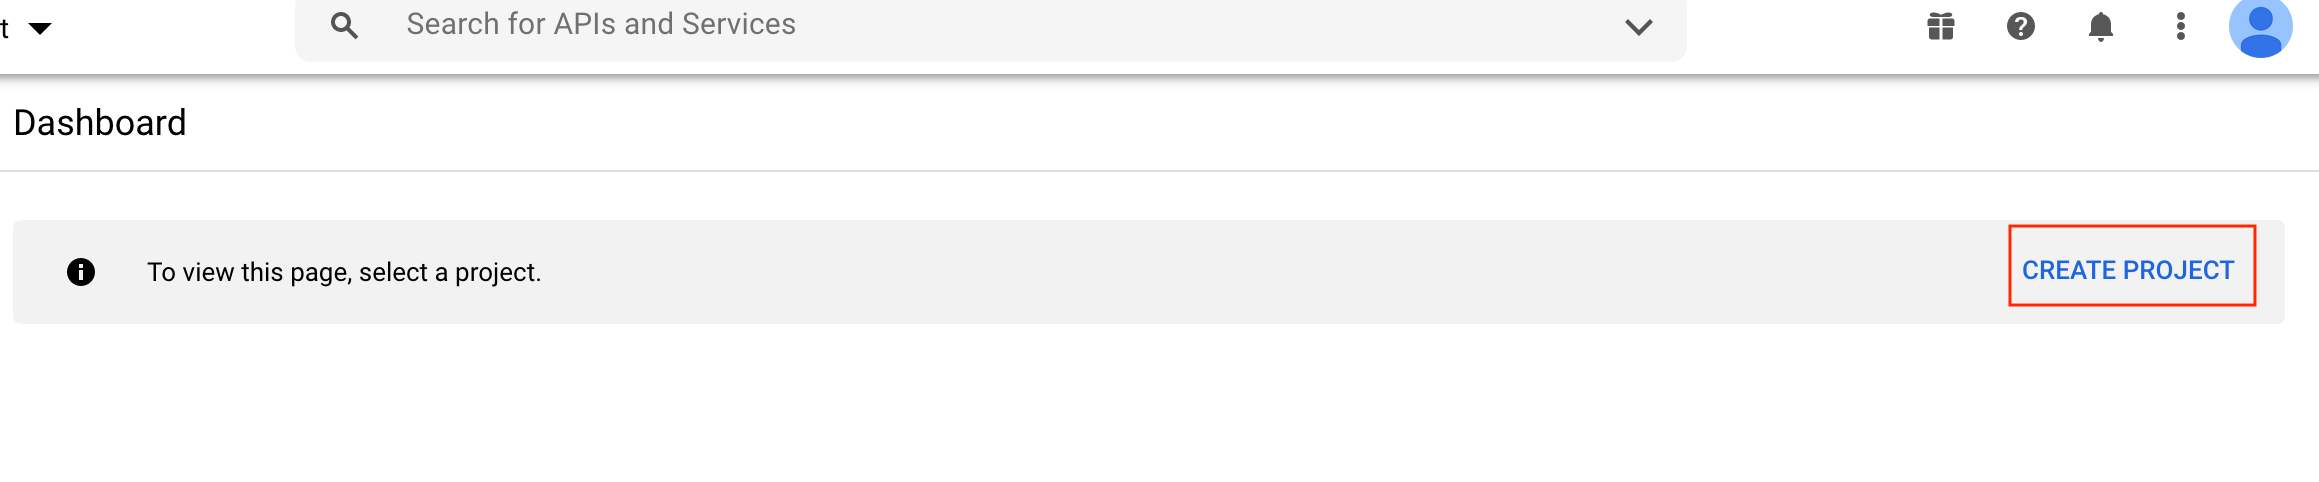 t
Search for APIs and Services
Dashboard
To view this page, select a project.
CREATE PROJECT